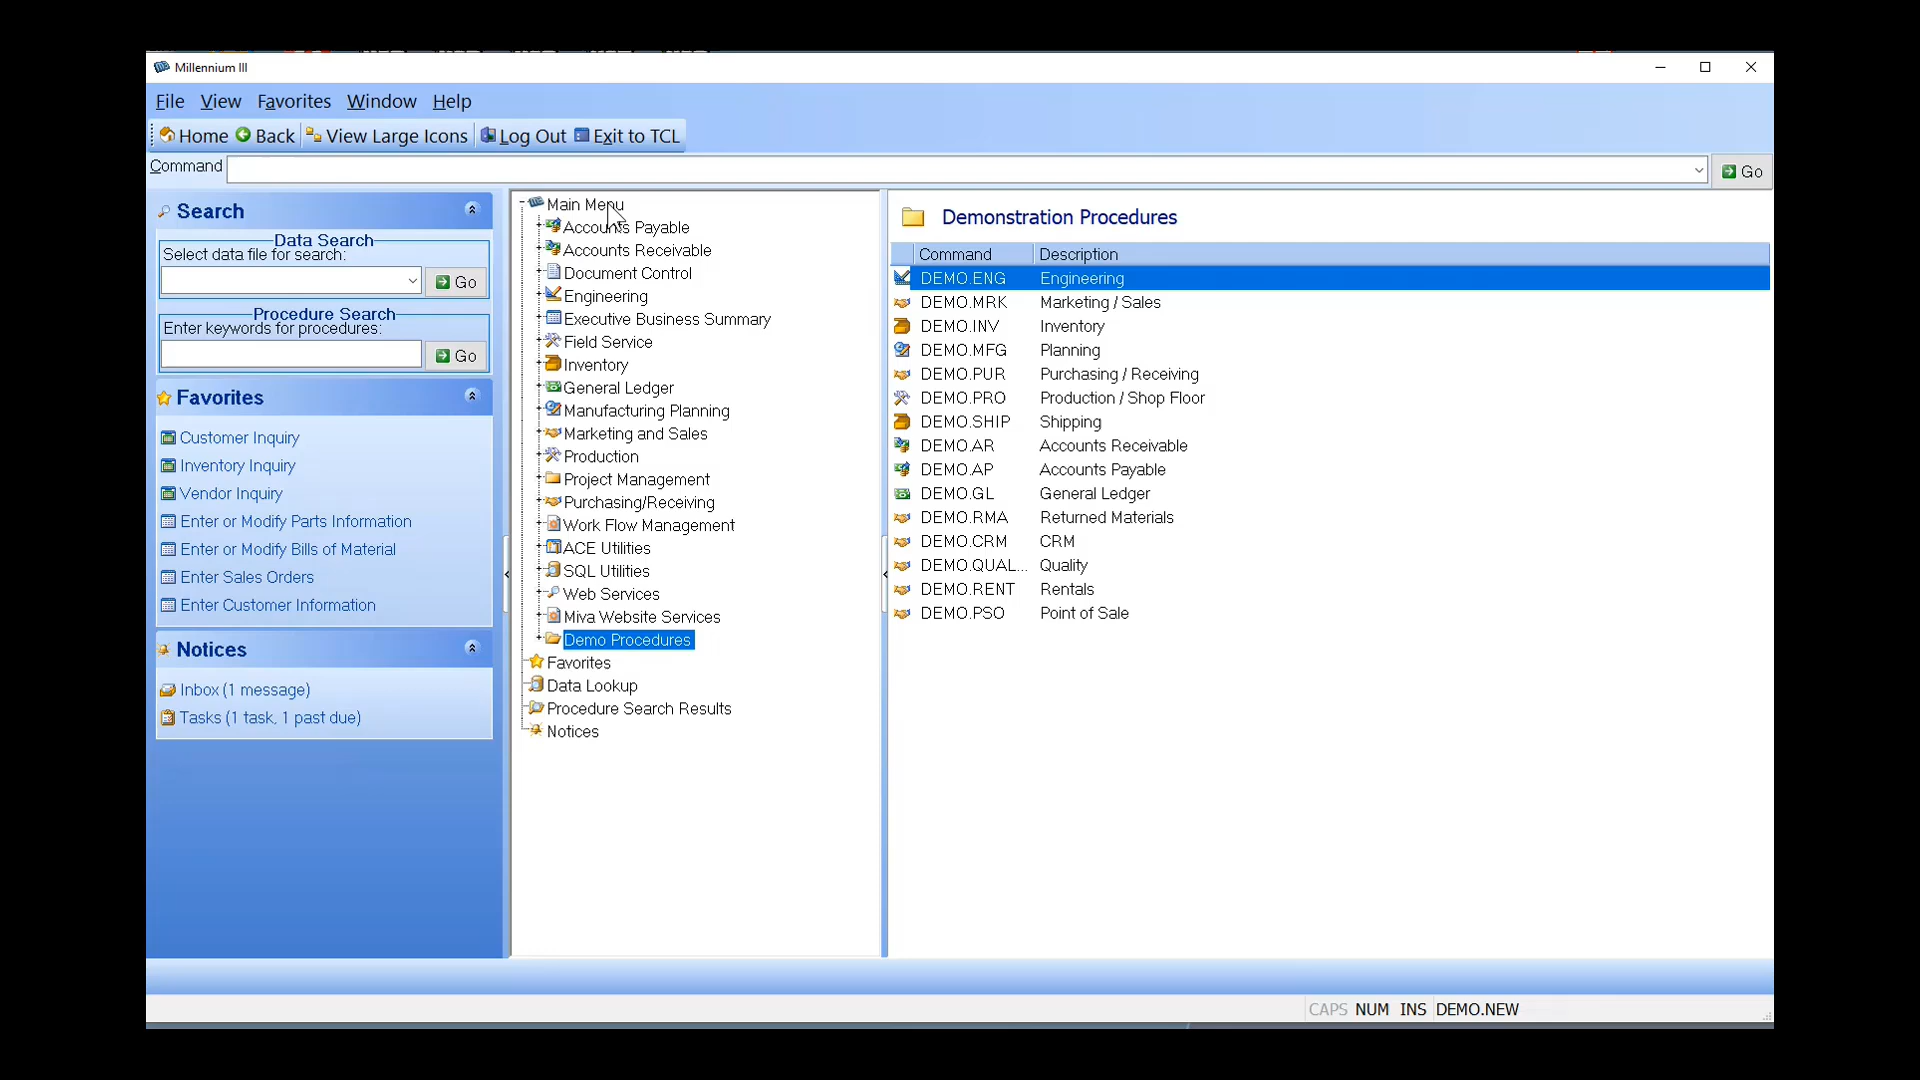 Millennium III
File View Favorites Window Help
Home Back View Large Icons Log Out Exit to TCL
Command
Go
Search
Data Search
Select data file for search:
Go
Procedure Search
Enter keywords for procedures:
Go
Favorites
Customer Inquiry
Inventory Inquiry
Vendor Inquiry
Enter or Modify Parts Information
Enter or Modify Bills of Material
Enter Sales Orders
Enter Customer Information
Notices
Inbox (1 message)
Tasks (1 task, 1 past due)
Main Menu
Accounts Payable
Accounts Receivable
Document Control
Engineering
Executive Business Summary
Field Service
Inventory
General Ledger
Manufacturing Planning
Marketing and Sales
Production
Project Management
Purchasing/Receiving
Work Flow Management
ACE Utilities
SQL Utilities
Web Services
Miva Website Services
Demo Procedures
Favorites
Data Lookup
Procedure Search Results
Notices
Demonstration Procedures
Command Description
DEMO.ENG Engineering
DEMO.MRK Marketing / Sales
DEMO.INV Inventory
DEMO.MFG Planning
DEMO.PUR Purchasing / Receiving
DEMO.PRO Production / Shop Floor
DEMO.SHIP Shipping
DEMO.AR Accounts Receivable
DEMO.AP Accounts Payable
DEMO.GL General Ledger
DEMO.RMA Returned Materials
DEMO.CRM CRM
DEMO.QUAL... Quality
DEMO.RENT Rentals
DEMO.PSO Point of Sale
CAPS NUM INS DEMO.NEW